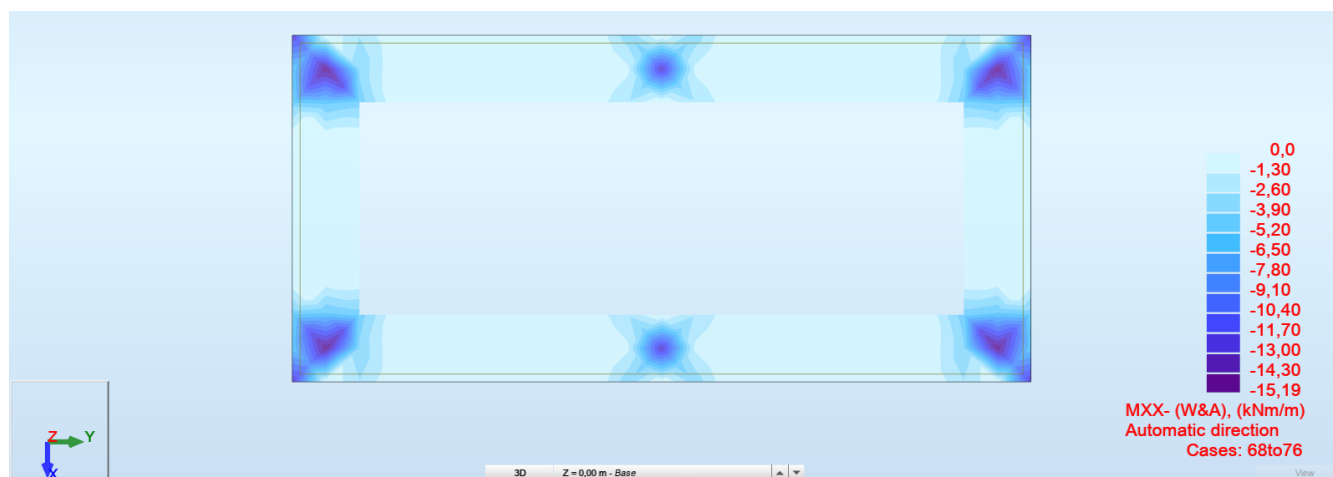 0,0
-1,30
-2,60
-3,90
-5,20
-6,50
-7,80
-9,10
-10,40
-11,70
-13,00
-14,30
-15,19
MXX- (W&A), (kNm/m)
Automatic direction
Cases: 68to76
Z Y
X
3D Z = 0,00 m - Base
View